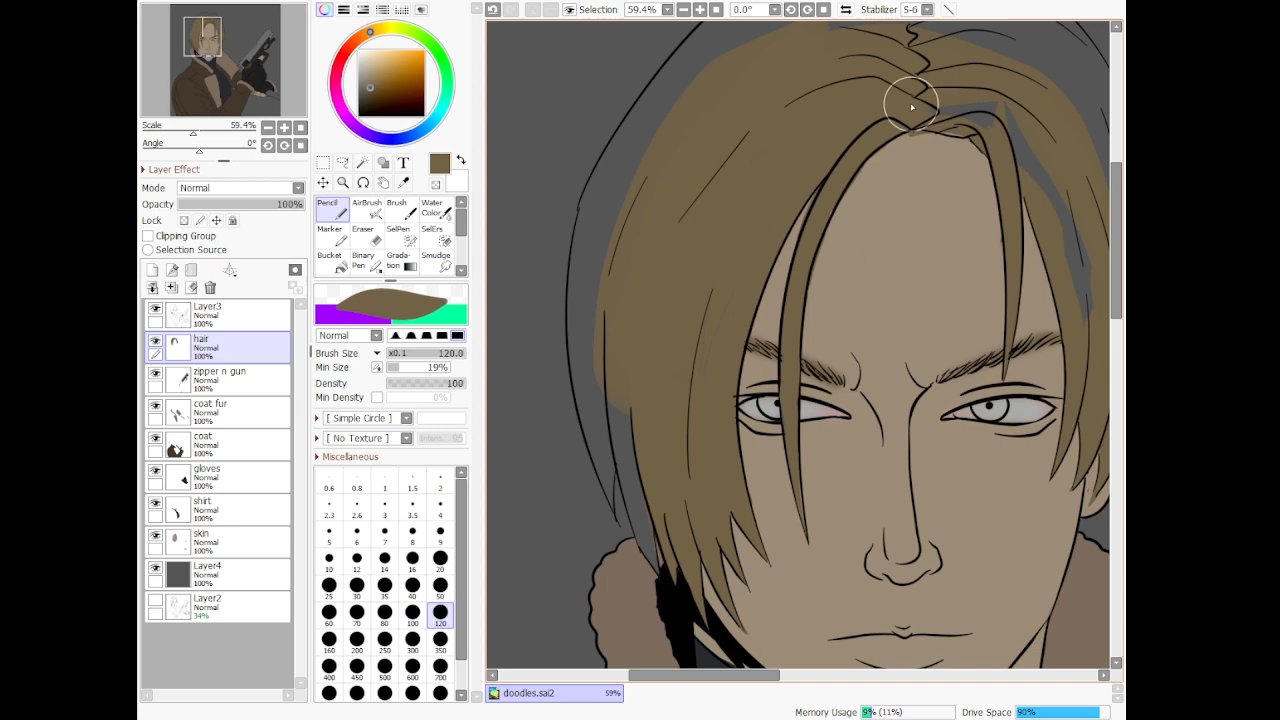 Selection 59.4% 0.0° Stabilizer S-6
Scale 59.4%
Angle 0°
Layer Effect
Mode Normal
Opacity 100%
Lock
Clipping Group
Selection Source
Layer3
Normal
100%
hair
Normal
100%
zipper n gun
Normal
100%
coat fur
Normal
100%
coat
Normal
100%
gloves
Normal
100%
shirt
Normal
100%
skin
Normal
100%
Layer4
Normal
100%
Layer2
Normal
34%
T
Pencil AirBrush Brush Water Color
Marker Eraser SelPen SelErs
Bucket Binary Pen Grada-tion Smudge
Normal
Brush Size x0.1 120.0
Min Size 19%
Density 100
Min Density 0%
[ Simple Circle ]
[ No Texture ] 95
Miscellaneous
0.6 0.8 1 1.5 2
2.3 2.6 3 3.5 4
5 6 7 8 9
10 12 14 16 20
25 30 35 40 50
60 70 80 100 120
160 200 250 300 350
400 450 500 600 700
doodles.sai2 59%
Memory Usage 9% (11%) Drive Space 90%